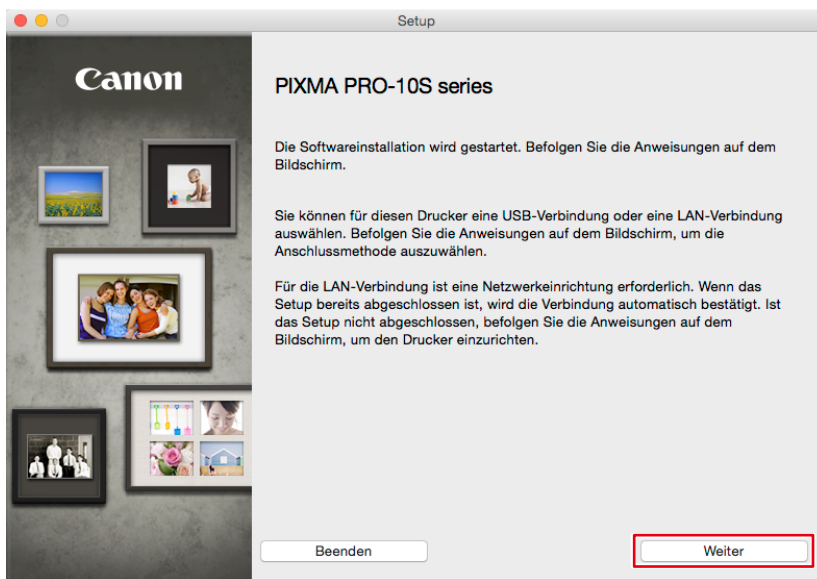 Setup
Canon
PIXMA PRO-10S series
Die Softwareinstallation wird gestartet. Befolgen Sie die Anweisungen auf dem
Bildschirm.
Sie können für diesen Drucker eine USB-Verbindung oder eine LAN-Verbindung
auswählen. Befolgen Sie die Anweisungen auf dem Bildschirm, um die
Anschlussmethode auszuwählen.
Für die LAN-Verbindung ist eine Netzwerkeinrichtung erforderlich. Wenn das
Setup bereits abgeschlossen ist, wird die Verbindung automatisch bestätigt. Ist
das Setup nicht abgeschlossen, befolgen Sie die Anweisungen auf dem
Bildschirm, um den Drucker einzurichten.
Beenden
Weiter